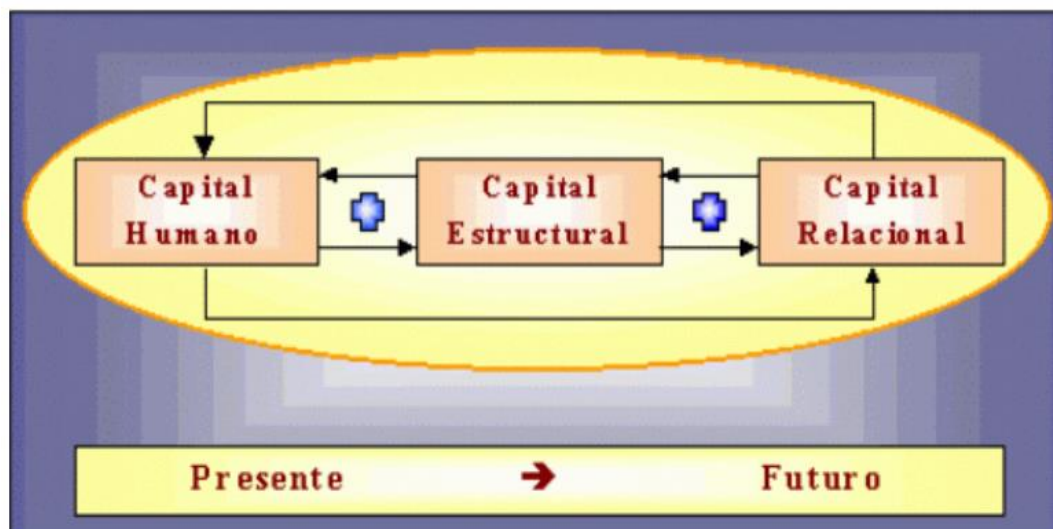 Capital Humano
Capital Estructural
Capital Relacional
Presente → Futuro